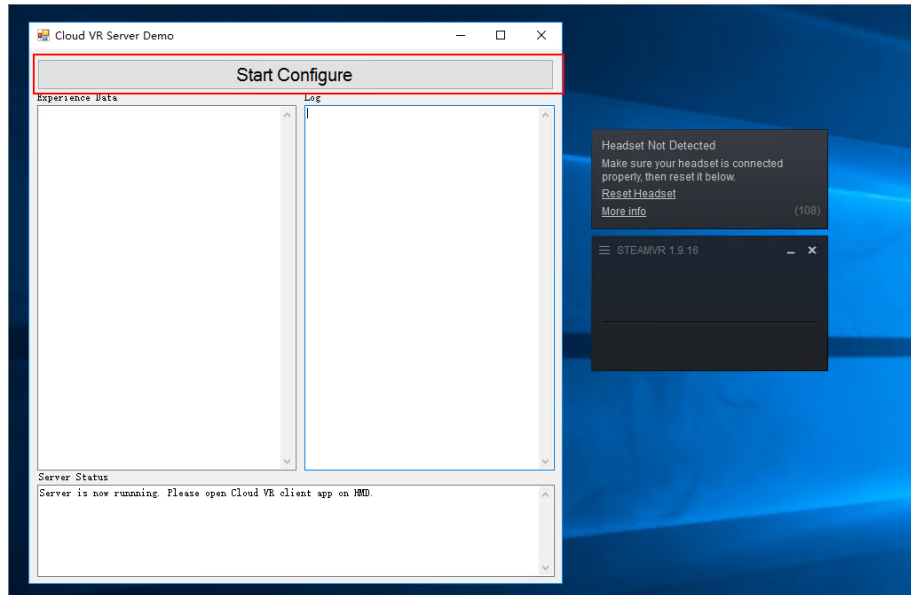 Cloud VR Server Demo
Start Configure
Experience Data
Log
Server Status
Server is now runnning. Please open Cloud VR client app on HMD.
Headset Not Detected
Make sure your headset is connected
properly, then reset it below.
Reset Headset
More info (108)
STEAMVR 1.9.16